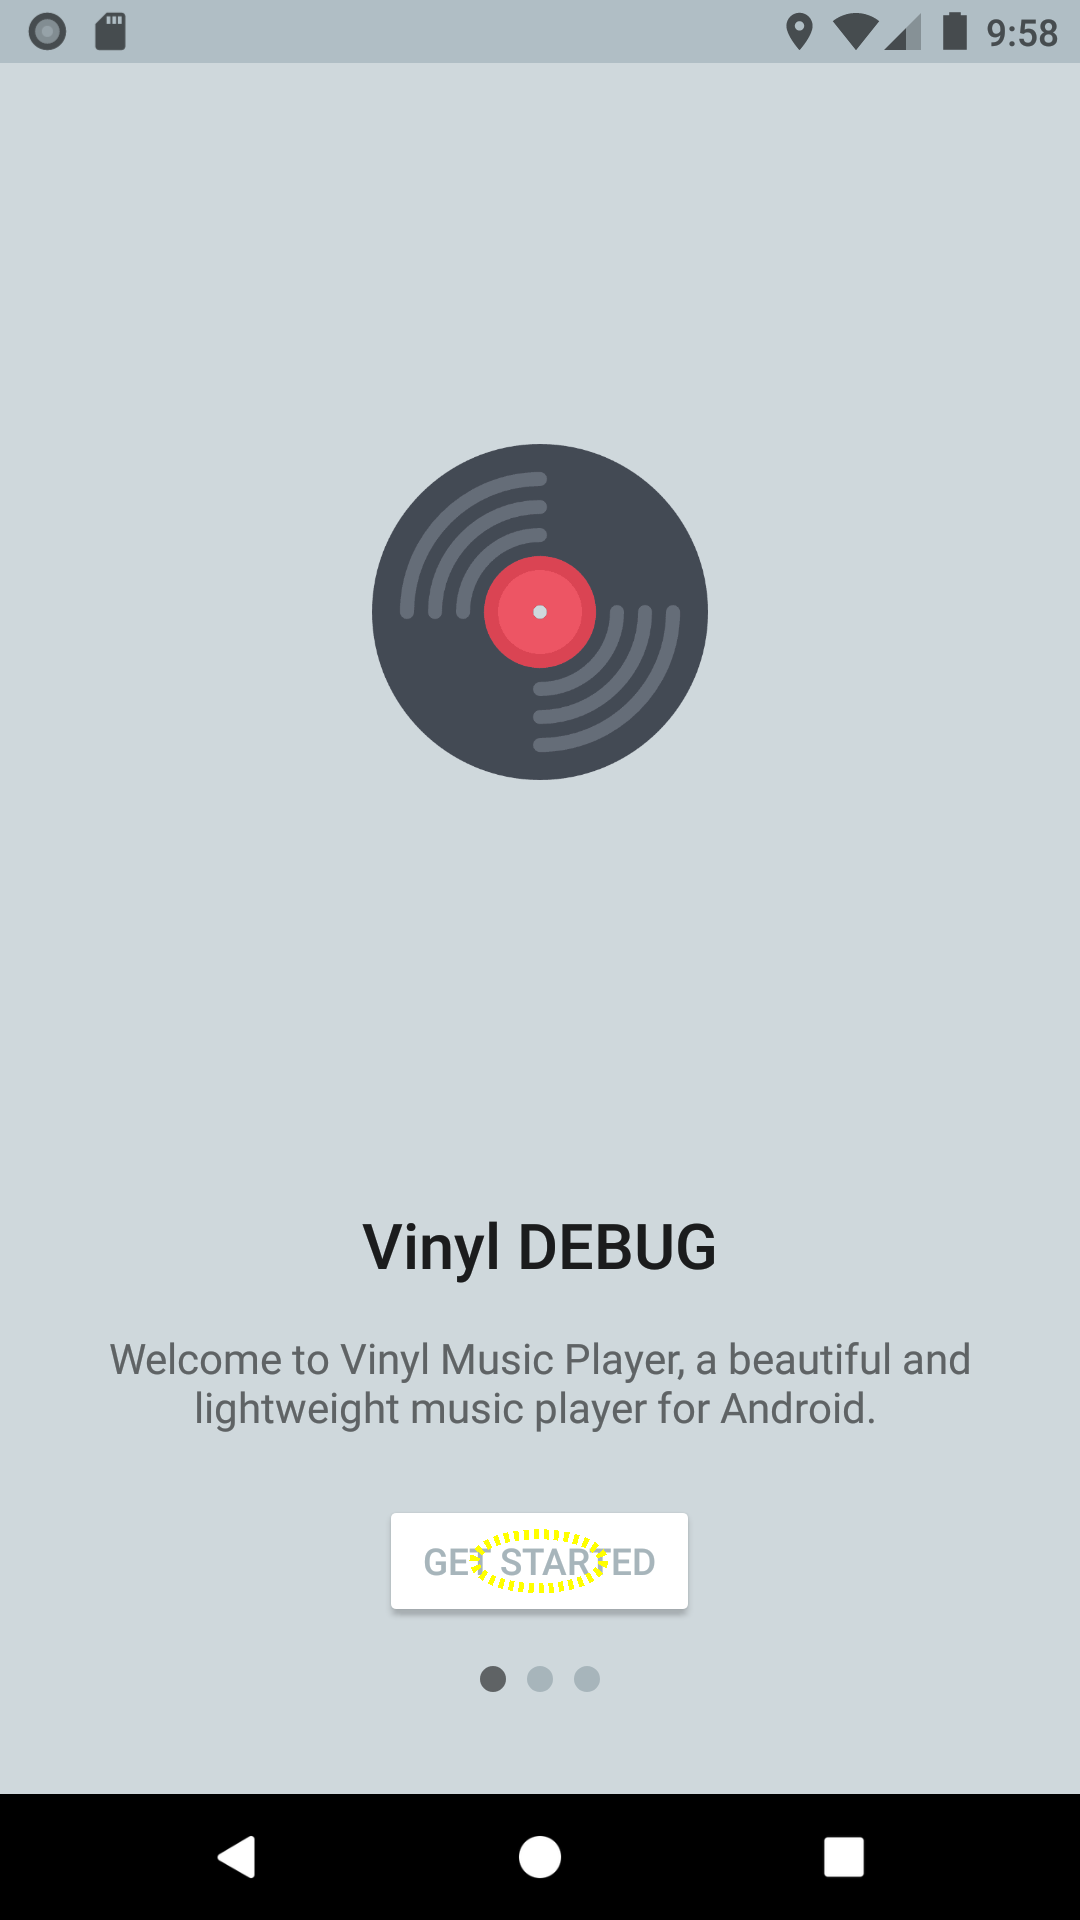 9:58
Vinyl DEBUG
Welcome to Vinyl Music Player, a beautiful and
lightweight music player for Android.
GET STARTED